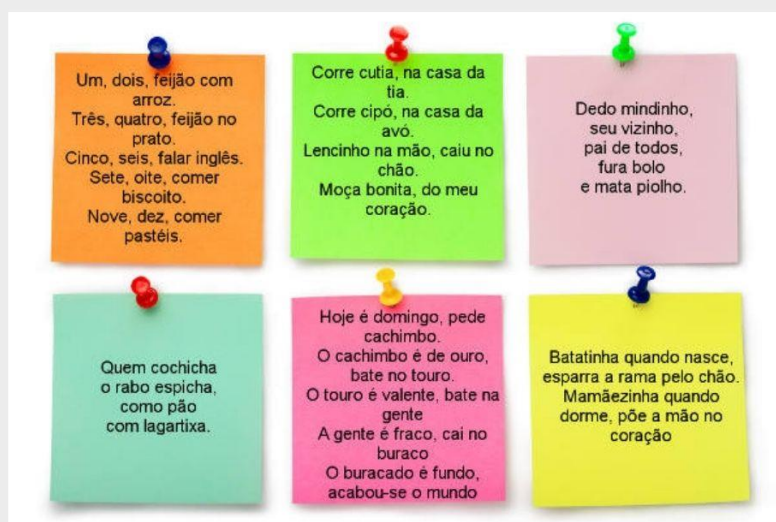 Um, dois, feijão com
arroz.
Três, quatro, feijão no
prato.
Cinco, seis, falar inglês.
Sete, oite, comer
biscoito.
Nove, dez, comer
pastéis.
Corre cutia, na casa da
tia.
Corre cipó, na casa da
avó.
Lencinho na mão, caiu no
chão.
Moça bonita, do meu
coração.
Dedo mindinho,
seu vizinho,
pai de todos,
fura bolo
e mata piolho.
Quem cochicha
o rabo espicha,
como pão
com lagartixa.
Hoje é domingo, pede
cachimbo.
O cachimbo é de ouro,
bate no touro.
O touro é valente, bate na
gente
A gente é fraco, cai no
buraco
O buracado é fundo,
acabou-se o mundo
Batatinha quando nasce,
esparra a rama pelo chão.
Mamãezinha quando
dorme, põe a mão no
coração